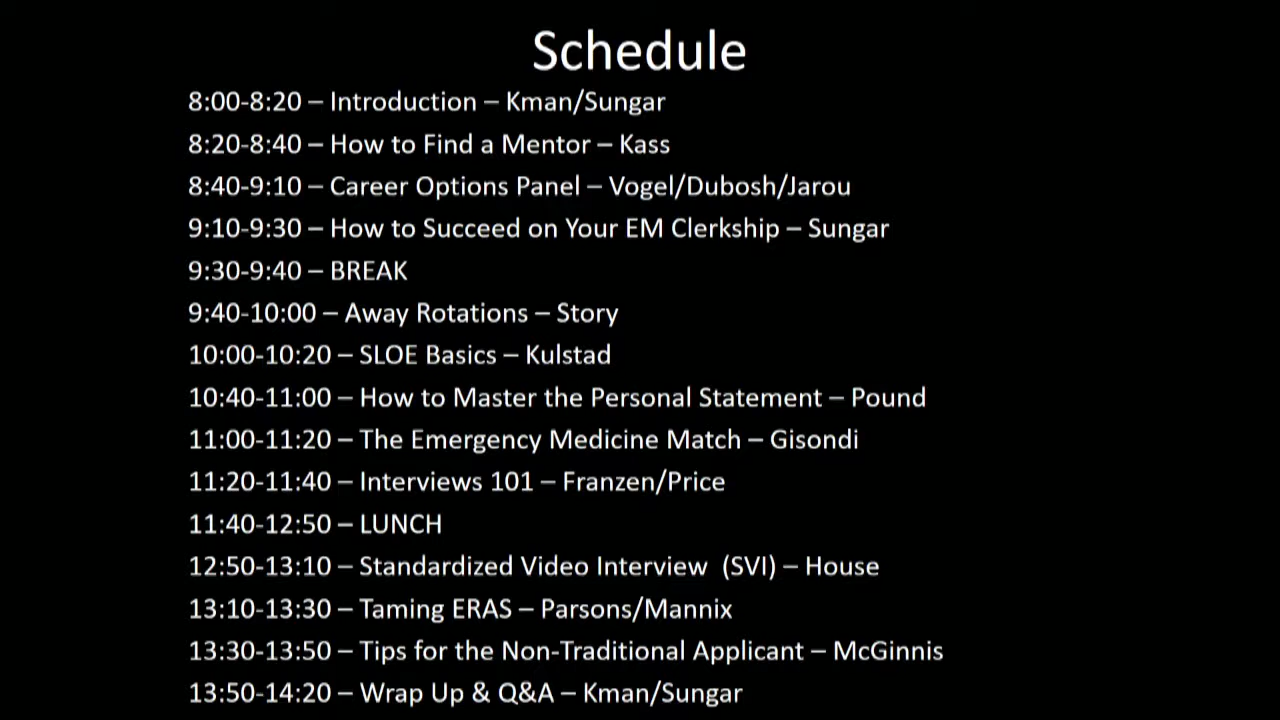 Schedule
8:00-8:20 – Introduction – Kman/Sungar
8:20-8:40 – How to Find a Mentor – Kass
8:40-9:10 – Career Options Panel – Vogel/Dubosh/Jarou
9:10-9:30 – How to Succeed on Your EM Clerkship – Sungar
9:30-9:40 – BREAK
9:40-10:00 – Away Rotations – Story
10:00-10:20 – SLOE Basics – Kulstad
10:40-11:00 – How to Master the Personal Statement – Pound
11:00-11:20 – The Emergency Medicine Match – Gisondi
11:20-11:40 – Interviews 101 – Franzen/Price
11:40-12:50 – LUNCH
12:50-13:10 – Standardized Video Interview  (SVI) – House
13:10-13:30 – Taming ERAS – Parsons/Mannix
13:30-13:50 – Tips for the Non-Traditional Applicant – McGinnis
13:50-14:20 – Wrap Up & Q&A – Kman/Sungar